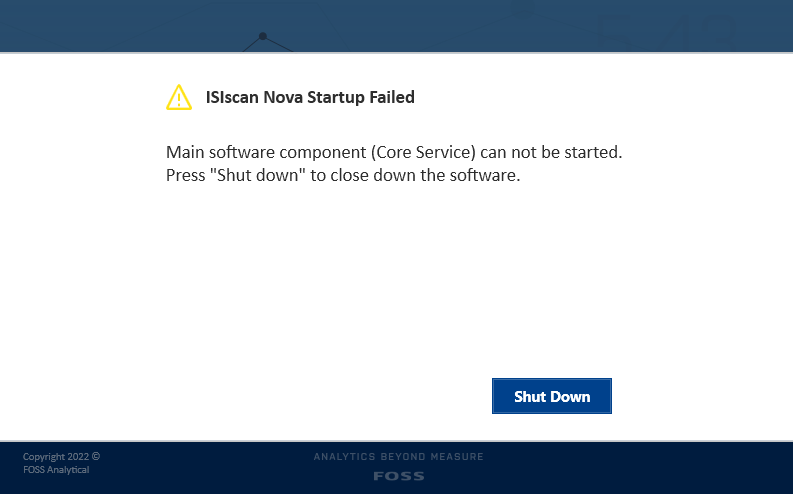 ISIscan Nova Startup Failed
Main software component (Core Service) can not be started.
Press "Shut down" to close down the software.
Shut Down
Copyright 2022 ©
FOSS Analytical
ANALYTICS BEYOND MEASURE
FOSS